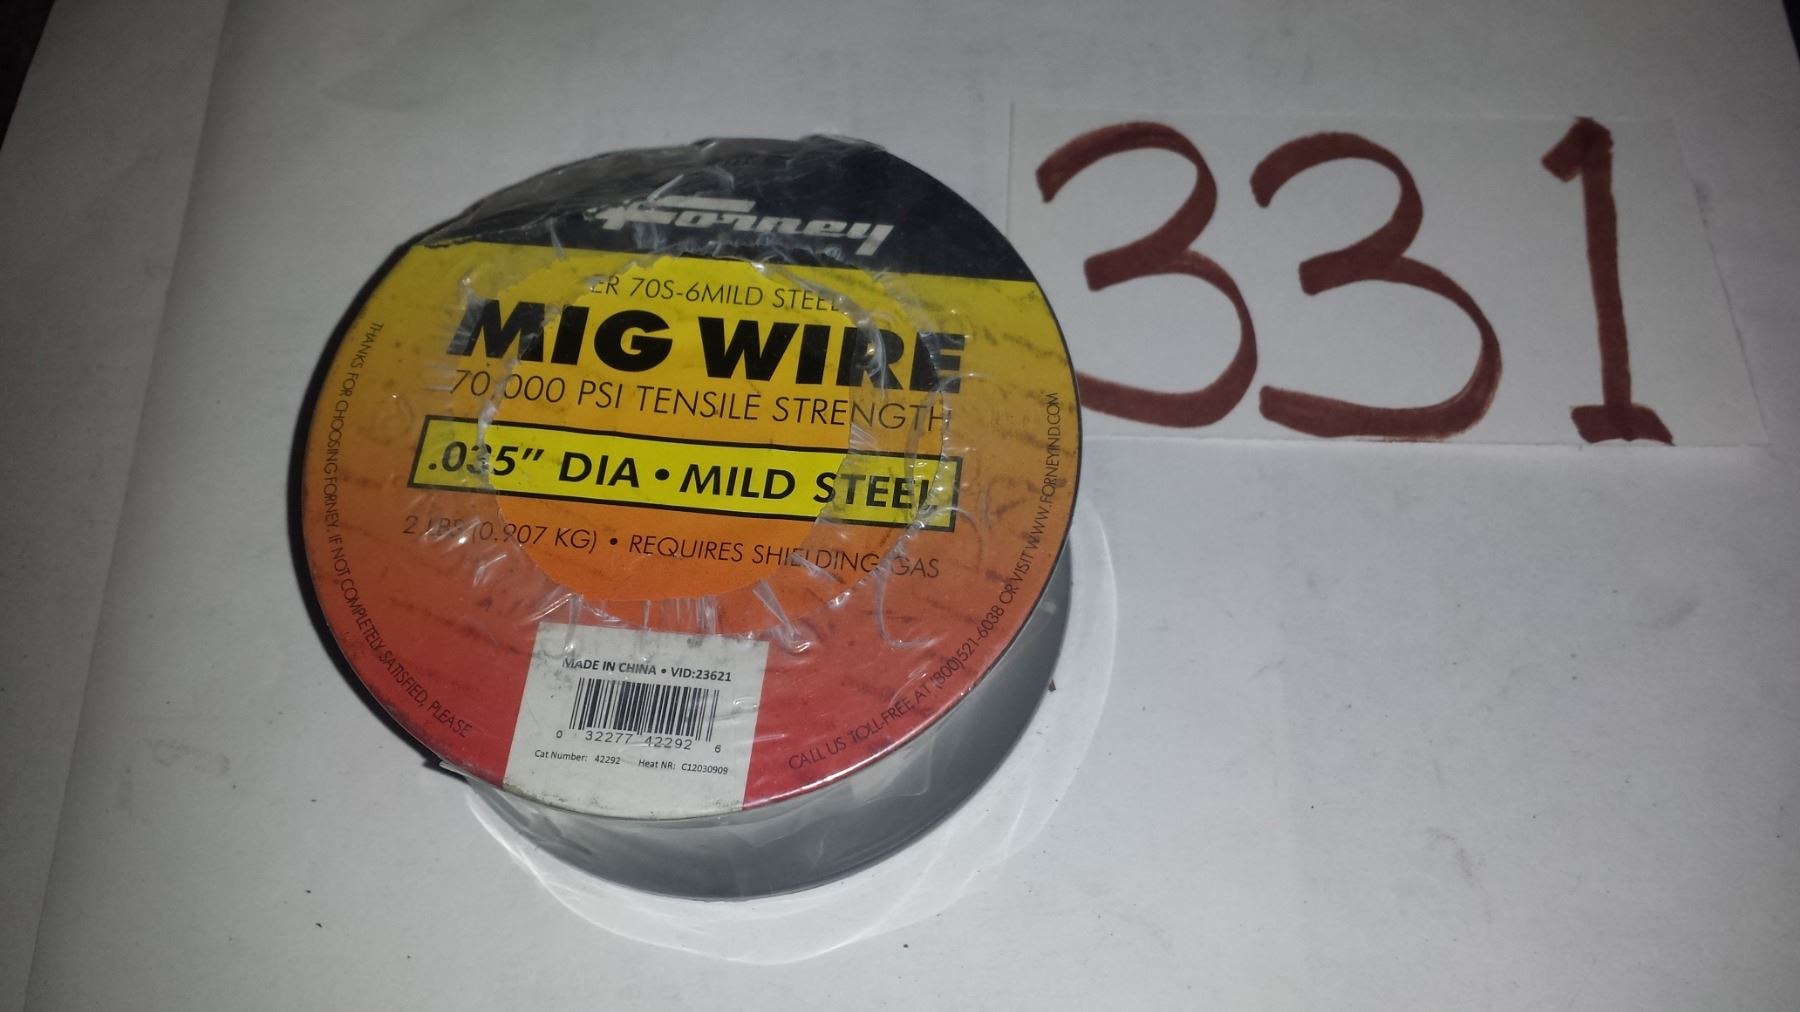 Forney
ER 70S-6MILD STEEL
MIG WIRE
70,000 PSI TENSILE STRENGTH
.035" DIA • MILD STEEL
2 LBS (0.907 KG) • REQUIRES SHIELDING GAS
THANKS FOR CHOOSING FORNEY. IF NOT COMPLETELY SATISFIED, PLEASE
CALL US TOLL-FREE AT (800)521-6038 OR VISIT WWW.FORNEYIND.COM
MADE IN CHINA • VID:23621
0 32277 42292 6
Cat Number: 42292 Heat NR: C12030909
331